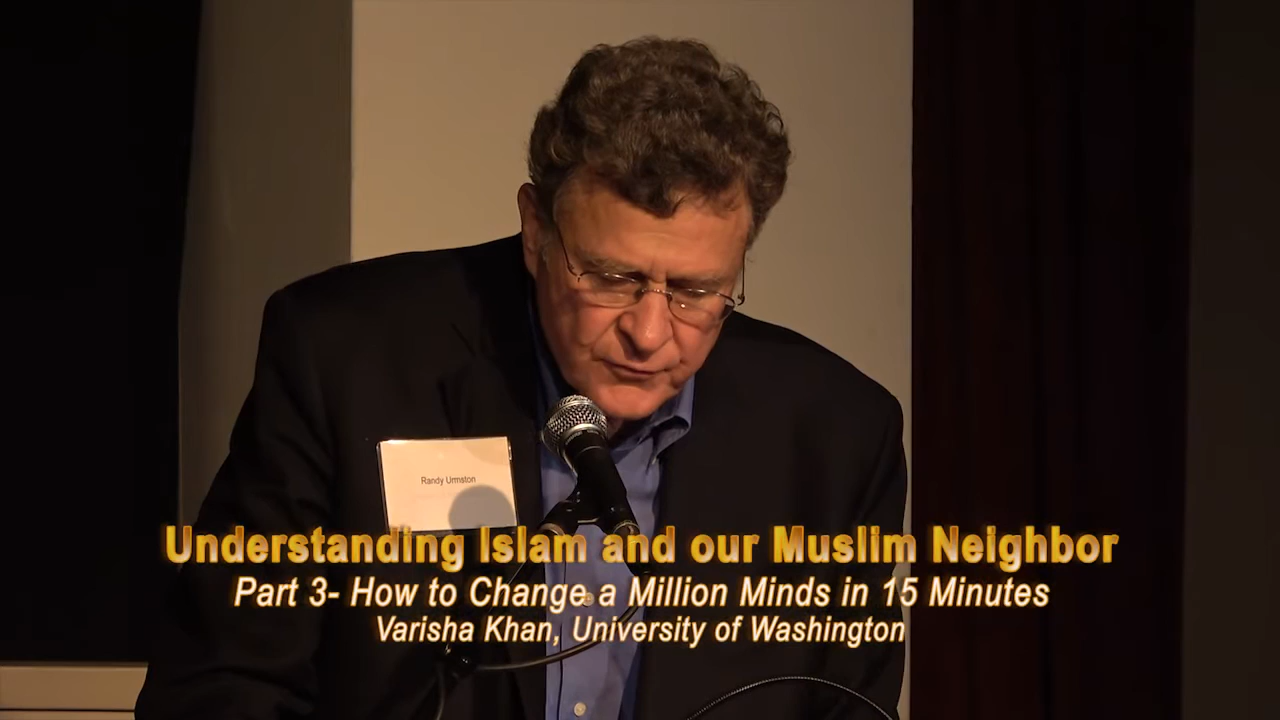 Randy Urmston
Understanding Islam and our Muslim Neighbor
Part 3- How to Change a Million Minds in 15 Minutes
Varisha Khan, University of Washington